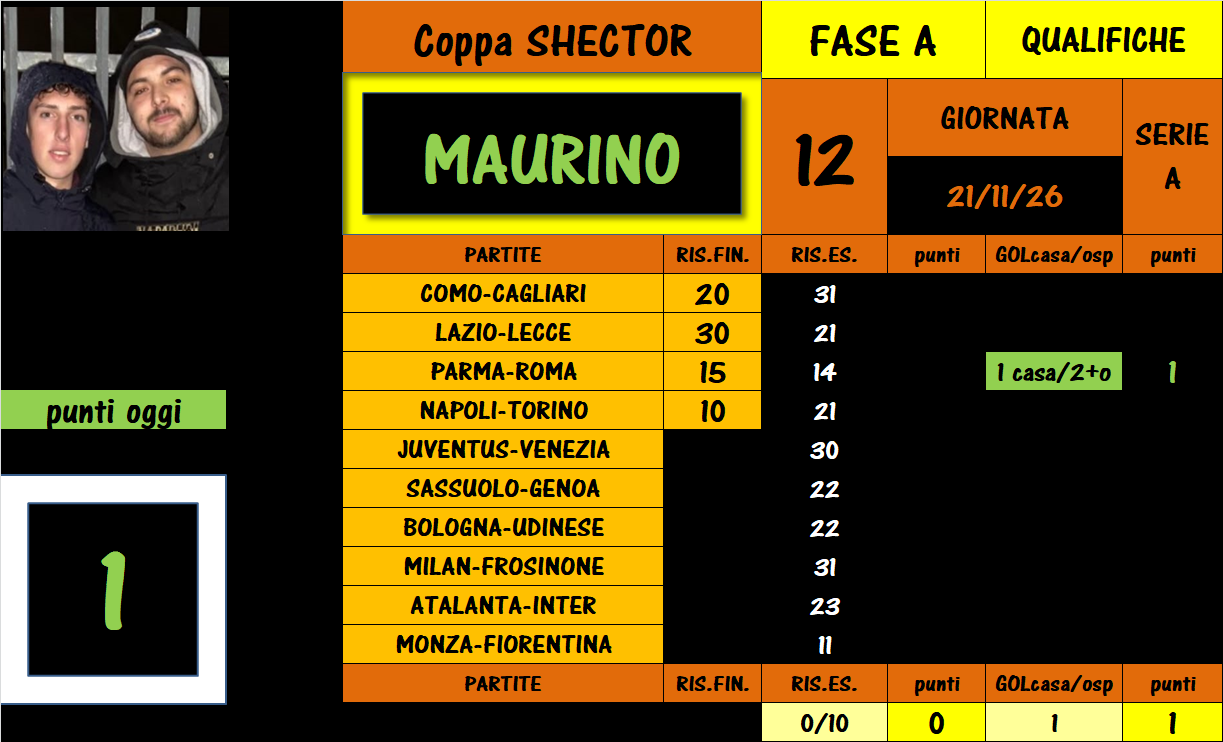 Coppa SHECTOR
FASE A
QUALIFICHE
MAURINO
12
GIORNATA
21/11/26
SERIE
A
PARTITE RIS.FIN. RIS.ES. punti GOLcasa/osp punti
COMO-CAGLIARI 20 31
LAZIO-LECCE 30 21
PARMA-ROMA 15 14 1 casa/2+o 1
NAPOLI-TORINO 10 21
JUVENTUS-VENEZIA 30
SASSUOLO-GENOA 22
BOLOGNA-UDINESE 22
MILAN-FROSINONE 31
ATALANTA-INTER 23
MONZA-FIORENTINA 11
PARTITE RIS.FIN. RIS.ES. punti GOLcasa/osp punti
0/10 0 1 1
punti oggi
1